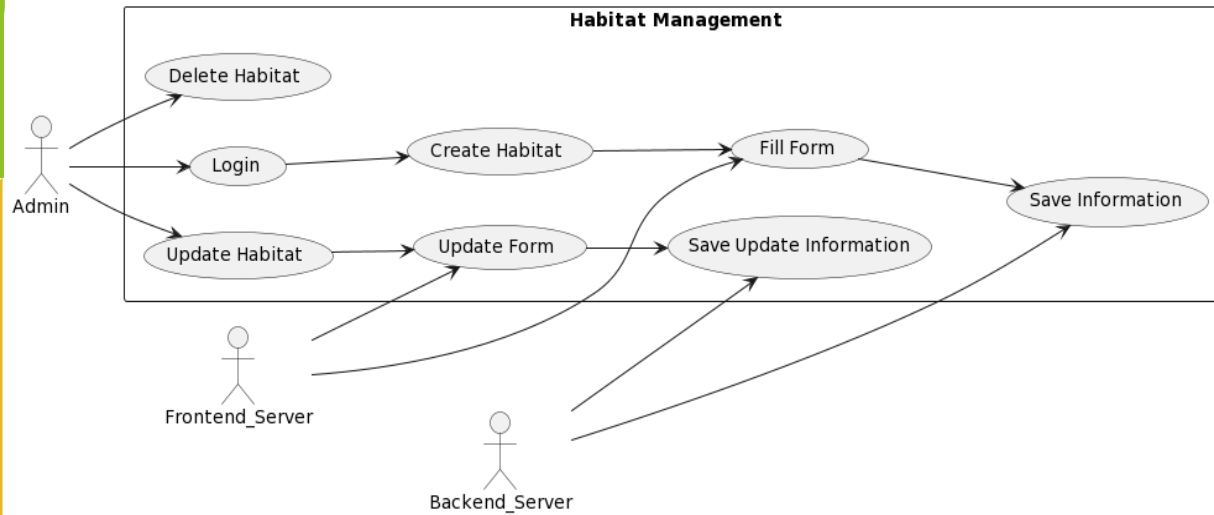 Habitat Management
Delete Habitat
Admin
Login
Create Habitat
Fill Form
Save Information
Update Habitat
Update Form
Save Update Information
Frontend_Server
Backend_Server